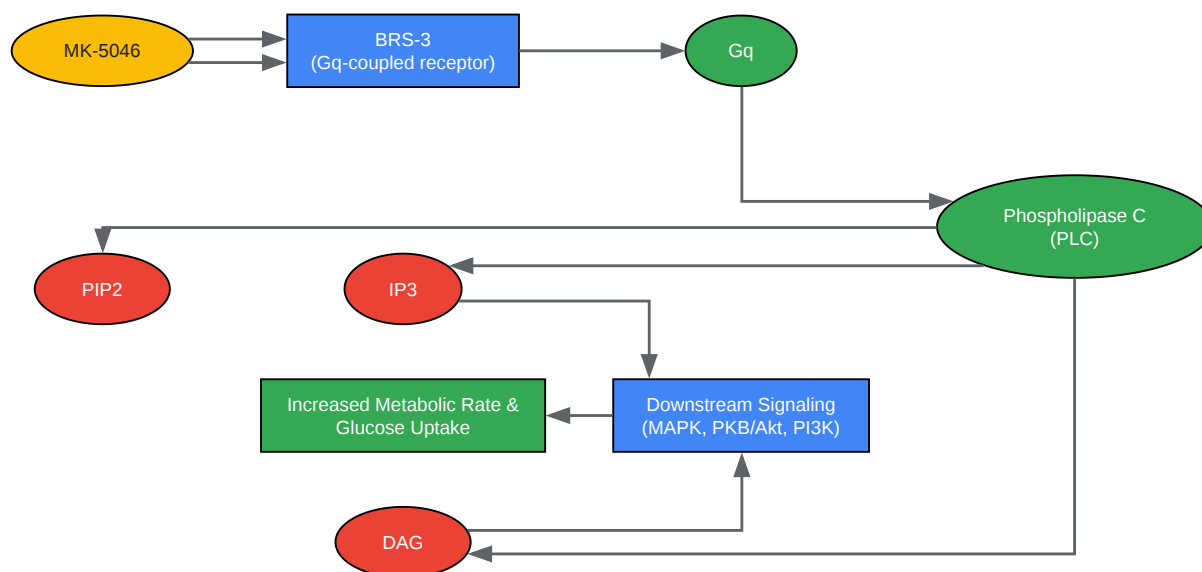 MK-5046
BRS-3
(Gq-coupled receptor)
Gq
Phospholipase C
(PLC)
PIP2
IP3
Increased Metabolic Rate &
Glucose Uptake
Downstream Signaling
(MAPK, PKB/Akt, PI3K)
DAG